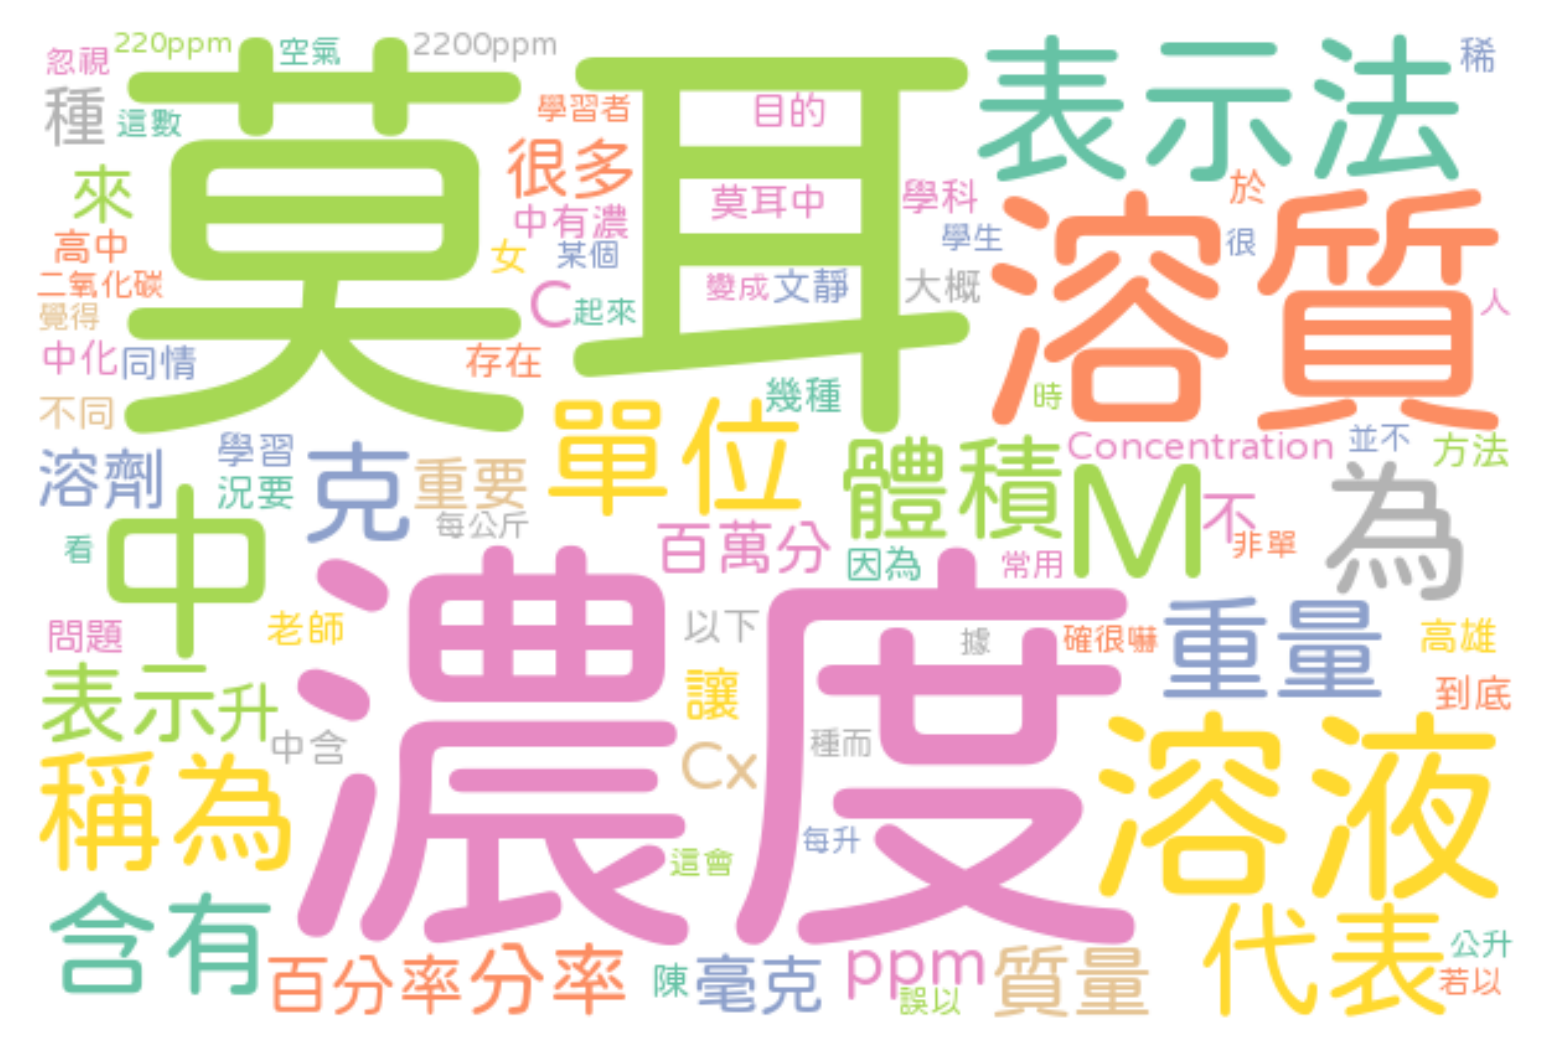 忽視
220ppm
空氣
2200ppm
表示法
稀
種
這數
莫耳
學習者
目的
很多
來
莫耳中
學科
於
溶質
中有濃
高中
女
某個
學生
很
二氧化碳
C
起來
變成
文靜
大概
人
覺得
中化
同情
存在
幾種
時
不同
單位
溶劑
學習
克
重要
體積
Concentration
並不
方法
況要
每公斤
百萬分
M
不
為
看
中
因為
常用
非單
濃度
問題
老師
以下
據
確很嚇
重量
高雄
表示
升
讓
到底
中含
Cx
種而
溶液
稱為
每升
這會
含有
代表
公升
百分率
分率
陳
毫克
ppm
誤以
質量
若以